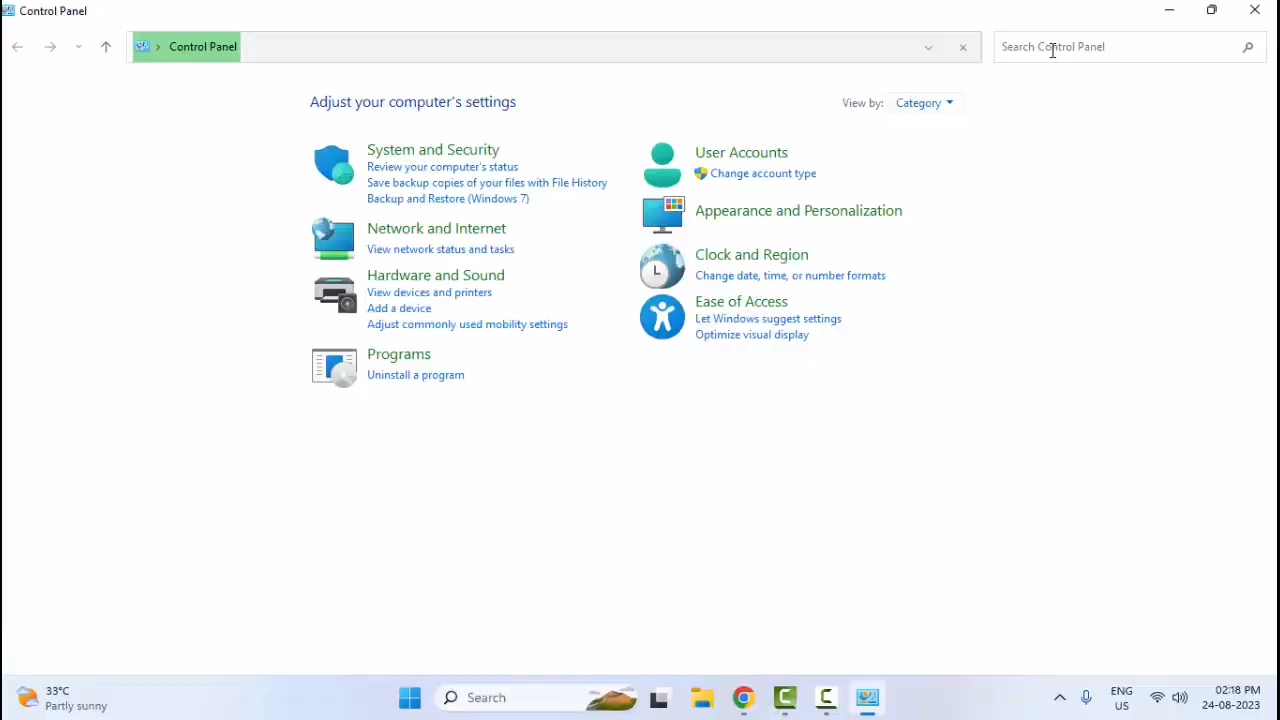 Control Panel
Control Panel
Search Control Panel
Adjust your computer's settings
View by: Category
System and Security
Review your computer's status
Save backup copies of your files with File History
Backup and Restore (Windows 7)
Network and Internet
View network status and tasks
Hardware and Sound
View devices and printers
Add a device
Adjust commonly used mobility settings
Programs
Uninstall a program
User Accounts
Change account type
Appearance and Personalization
Clock and Region
Change date, time, or number formats
Ease of Access
Let Windows suggest settings
Optimize visual display
33°C
Partly sunny
Search
ENG
US
02:18 PM
24-08-2023